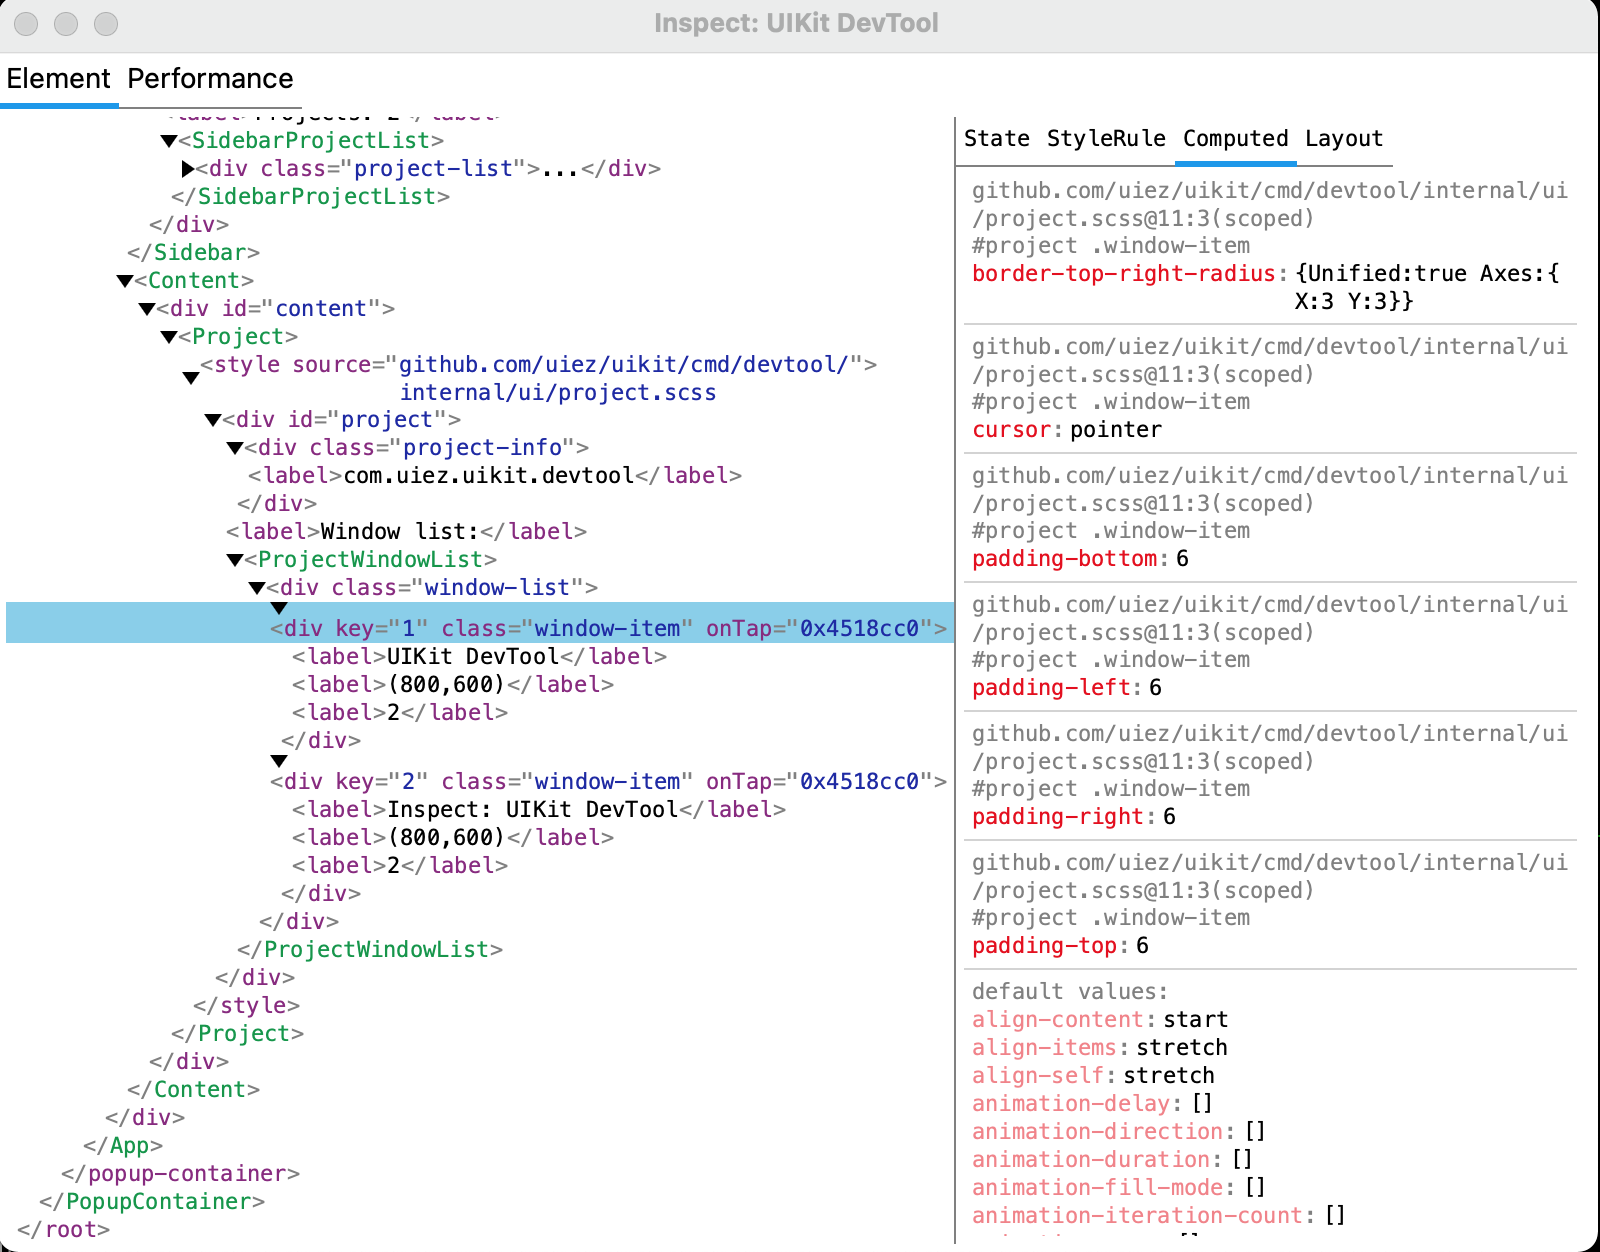 Inspect: UIKit DevTool
Element Performance
<label>Projects: 2</label>
<SidebarProjectList>
<div class="project-list">...</div>
</SidebarProjectList>
</div>
</Sidebar>
<Content>
<div id="content">
<Project>
<style source="github.com/uiez/uikit/cmd/devtool/">
internal/ui/project.scss
<div id="project">
<div class="project-info">
<label>com.uiez.uikit.devtool</label>
</div>
<label>Window list:</label>
<ProjectWindowList>
<div class="window-list">
<div key="1" class="window-item" onTap="0x4518cc0">
<label>UIKit DevTool</label>
<label>(800,600)</label>
<label>2</label>
</div>
<div key="2" class="window-item" onTap="0x4518cc0">
<label>Inspect: UIKit DevTool</label>
<label>(800,600)</label>
<label>2</label>
</div>
</div>
</ProjectWindowList>
</div>
</style>
</Project>
</div>
</Content>
</div>
</App>
</popup-container>
</PopupContainer>
</root>
State StyleRule Computed Layout
github.com/uiez/uikit/cmd/devtool/internal/ui
/project.scss@11:3(scoped)
#project .window-item
border-top-right-radius: {Unified:true Axes:{
X:3 Y:3}}
github.com/uiez/uikit/cmd/devtool/internal/ui
/project.scss@11:3(scoped)
#project .window-item
cursor: pointer
github.com/uiez/uikit/cmd/devtool/internal/ui
/project.scss@11:3(scoped)
#project .window-item
padding-bottom: 6
github.com/uiez/uikit/cmd/devtool/internal/ui
/project.scss@11:3(scoped)
#project .window-item
padding-left: 6
github.com/uiez/uikit/cmd/devtool/internal/ui
/project.scss@11:3(scoped)
#project .window-item
padding-right: 6
github.com/uiez/uikit/cmd/devtool/internal/ui
/project.scss@11:3(scoped)
#project .window-item
padding-top: 6
default values:
align-content: start
align-items: stretch
align-self: stretch
animation-delay: []
animation-direction: []
animation-duration: []
animation-fill-mode: []
animation-iteration-count: []